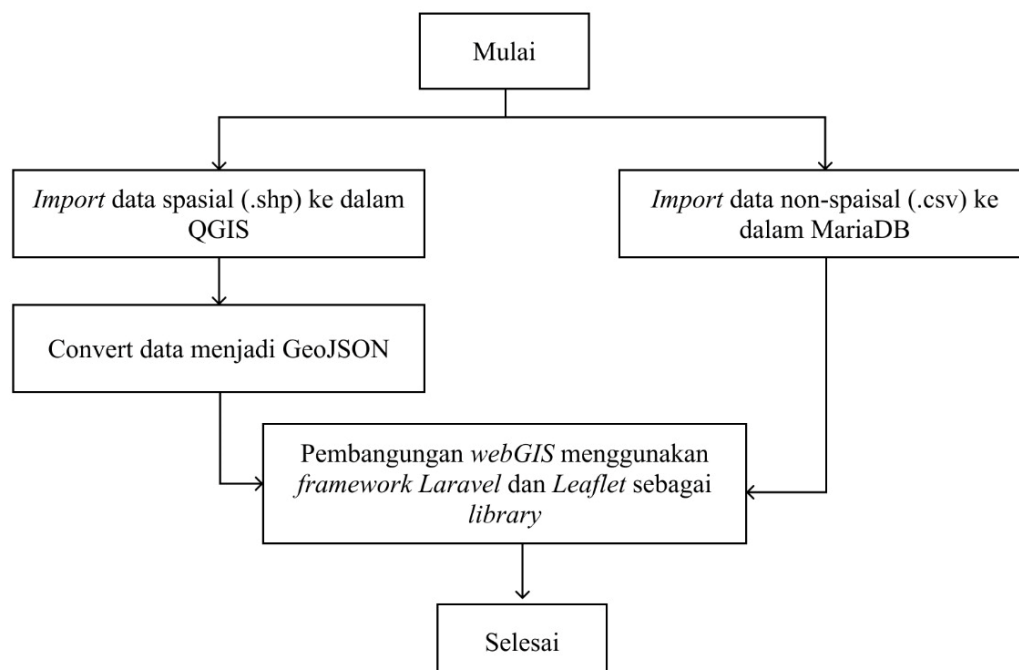 Mulai
Import data spasial (.shp) ke dalam
QGIS
Import data non-spaisal (.csv) ke
dalam MariaDB
Convert data menjadi GeoJSON
Pembangungan webGIS menggunakan
framework Laravel dan Leaflet sebagai
library
Selesai